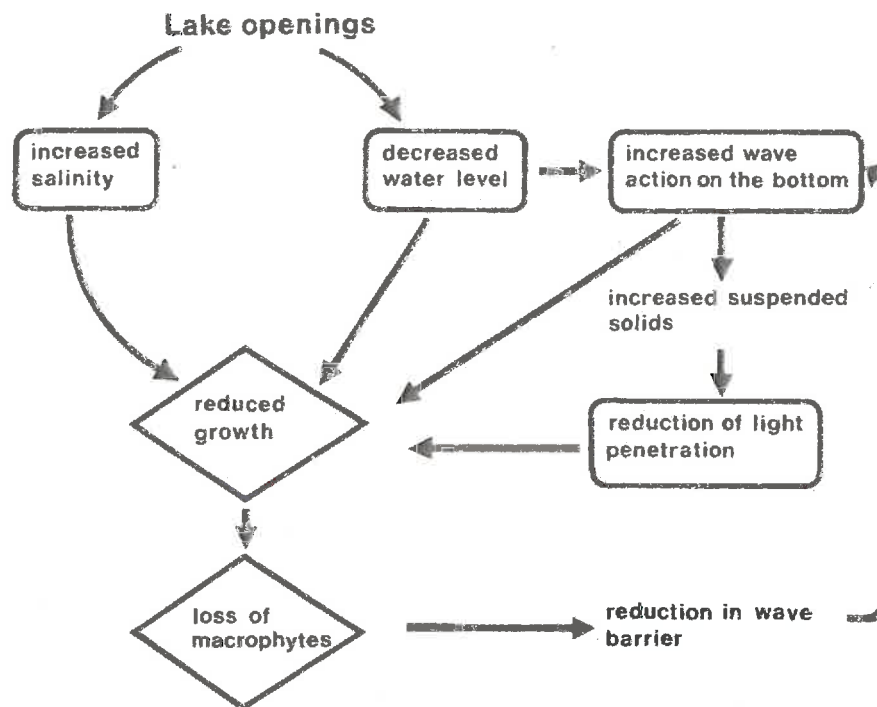 Lake openings
increased
salinity
decreased
water level
increased wave
action on the bottom
increased suspended
solids
reduced
growth
reduction of light
penetration
loss of
macrophytes
reduction in wave
barrier